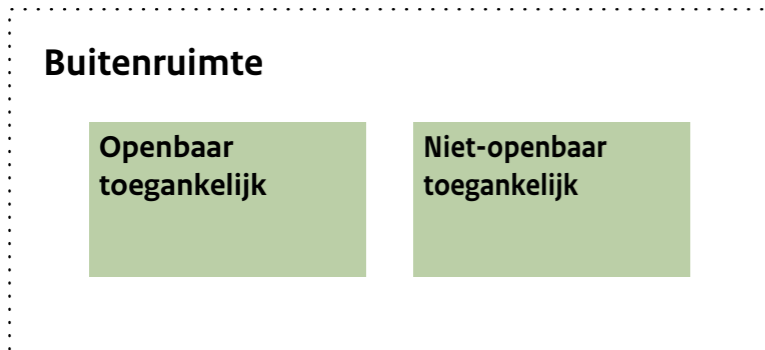 Buitenruimte
Openbaar
toegankelijk
Niet-openbaar
toegankelijk